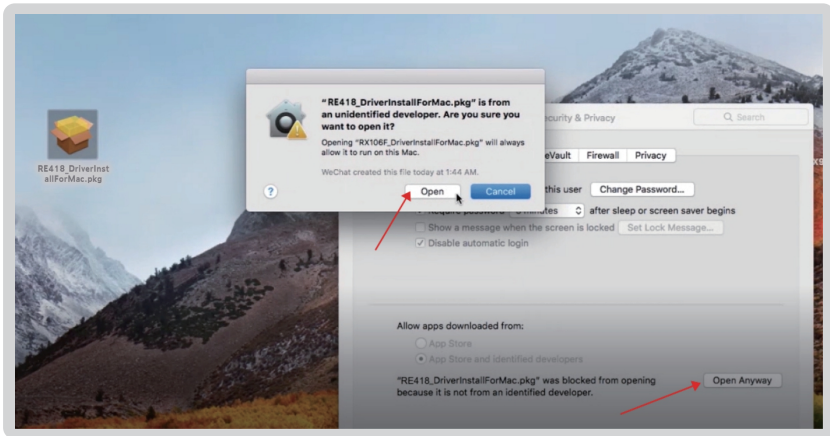 RE418_DriverInst
allForMac.pkg
"RE418_DriverInstallForMac.pkg" is from
an unidentified developer. Are you sure you
want to open it?
Opening "RX106F_DriverInstallForMac.pkg" will always
allow it to run on this Mac.
WeChat created this file today at 1:44 AM.
?
Open
Cancel
ecurity & Privacy
Search
eVault
Firewall
Privacy
this user
Change Password...
Require password
minutes
after sleep or screen saver begins
Show a message when the screen is locked
Set Lock Message...
Disable automatic login
Allow apps downloaded from:
App Store
App Store and identified developers
"RE418_DriverInstallForMac.pkg" was blocked from opening
because it is not from an identified developer.
Open Anyway